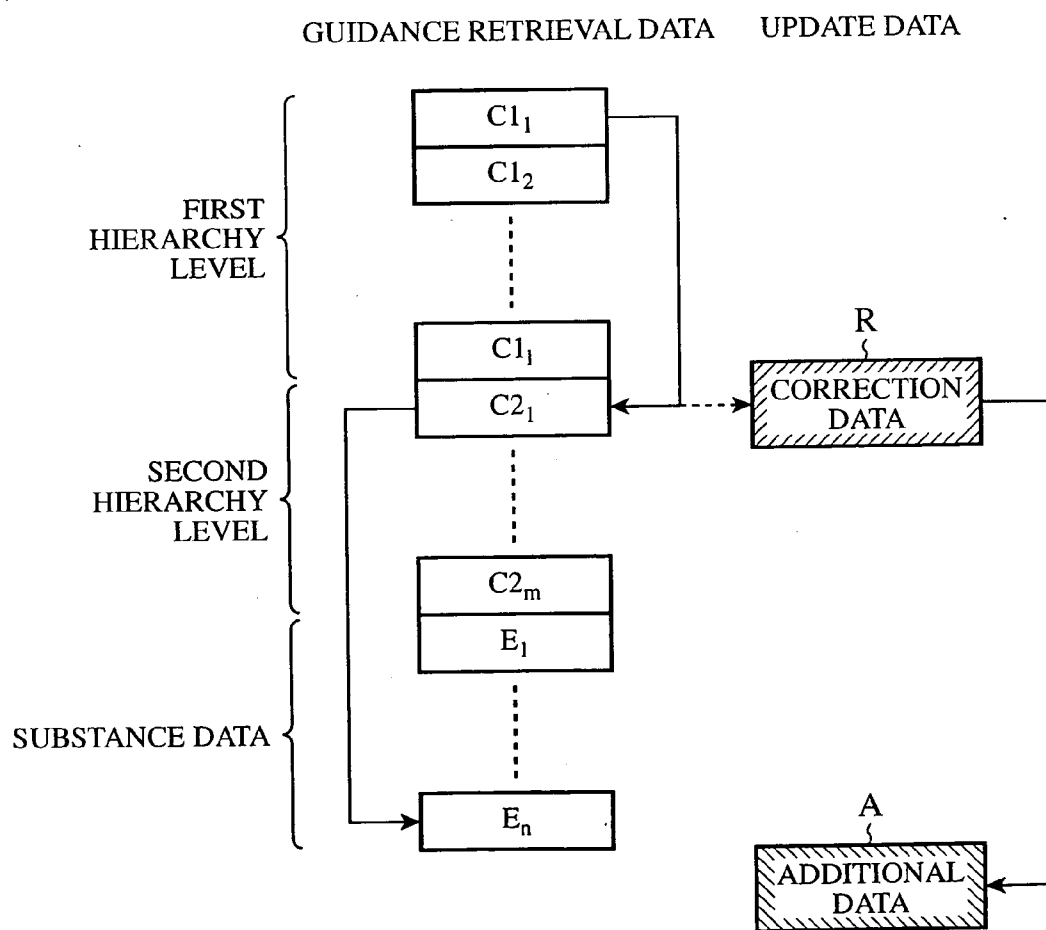 GUIDANCE RETRIEVAL DATA UPDATE DATA
C1₁
C1₂
FIRST
HIERARCHY
LEVEL
C1ₗ
R
C2₁
CORRECTION
DATA
SECOND
HIERARCHY
LEVEL
C2ₘ
E₁
SUBSTANCE DATA
Eₙ
A
ADDITIONAL
DATA